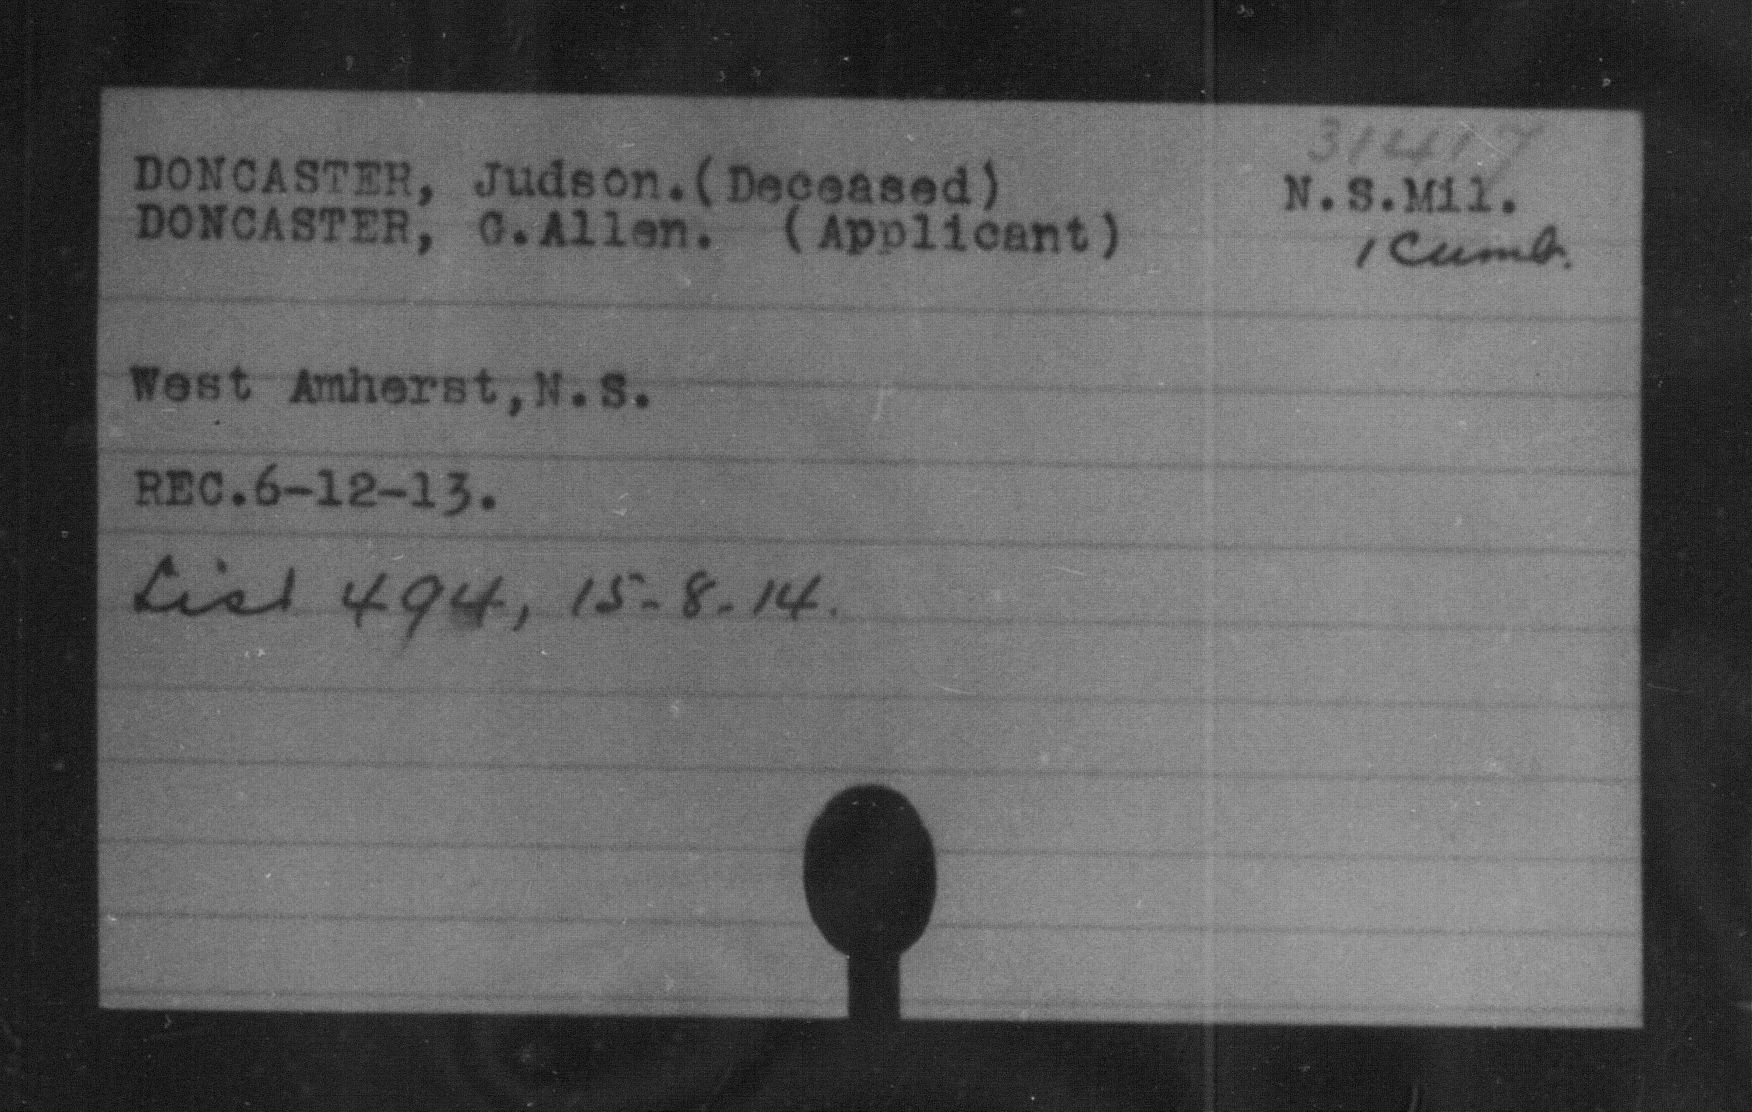 31417
DONCASTER, Judson.(Deceased) N.S.Mil.
DONCASTER, G.Allen. (Applicant) 1 Cumb.
West Amherst,N.S.
REC.6-12-13.
List 494, 15-8-14.